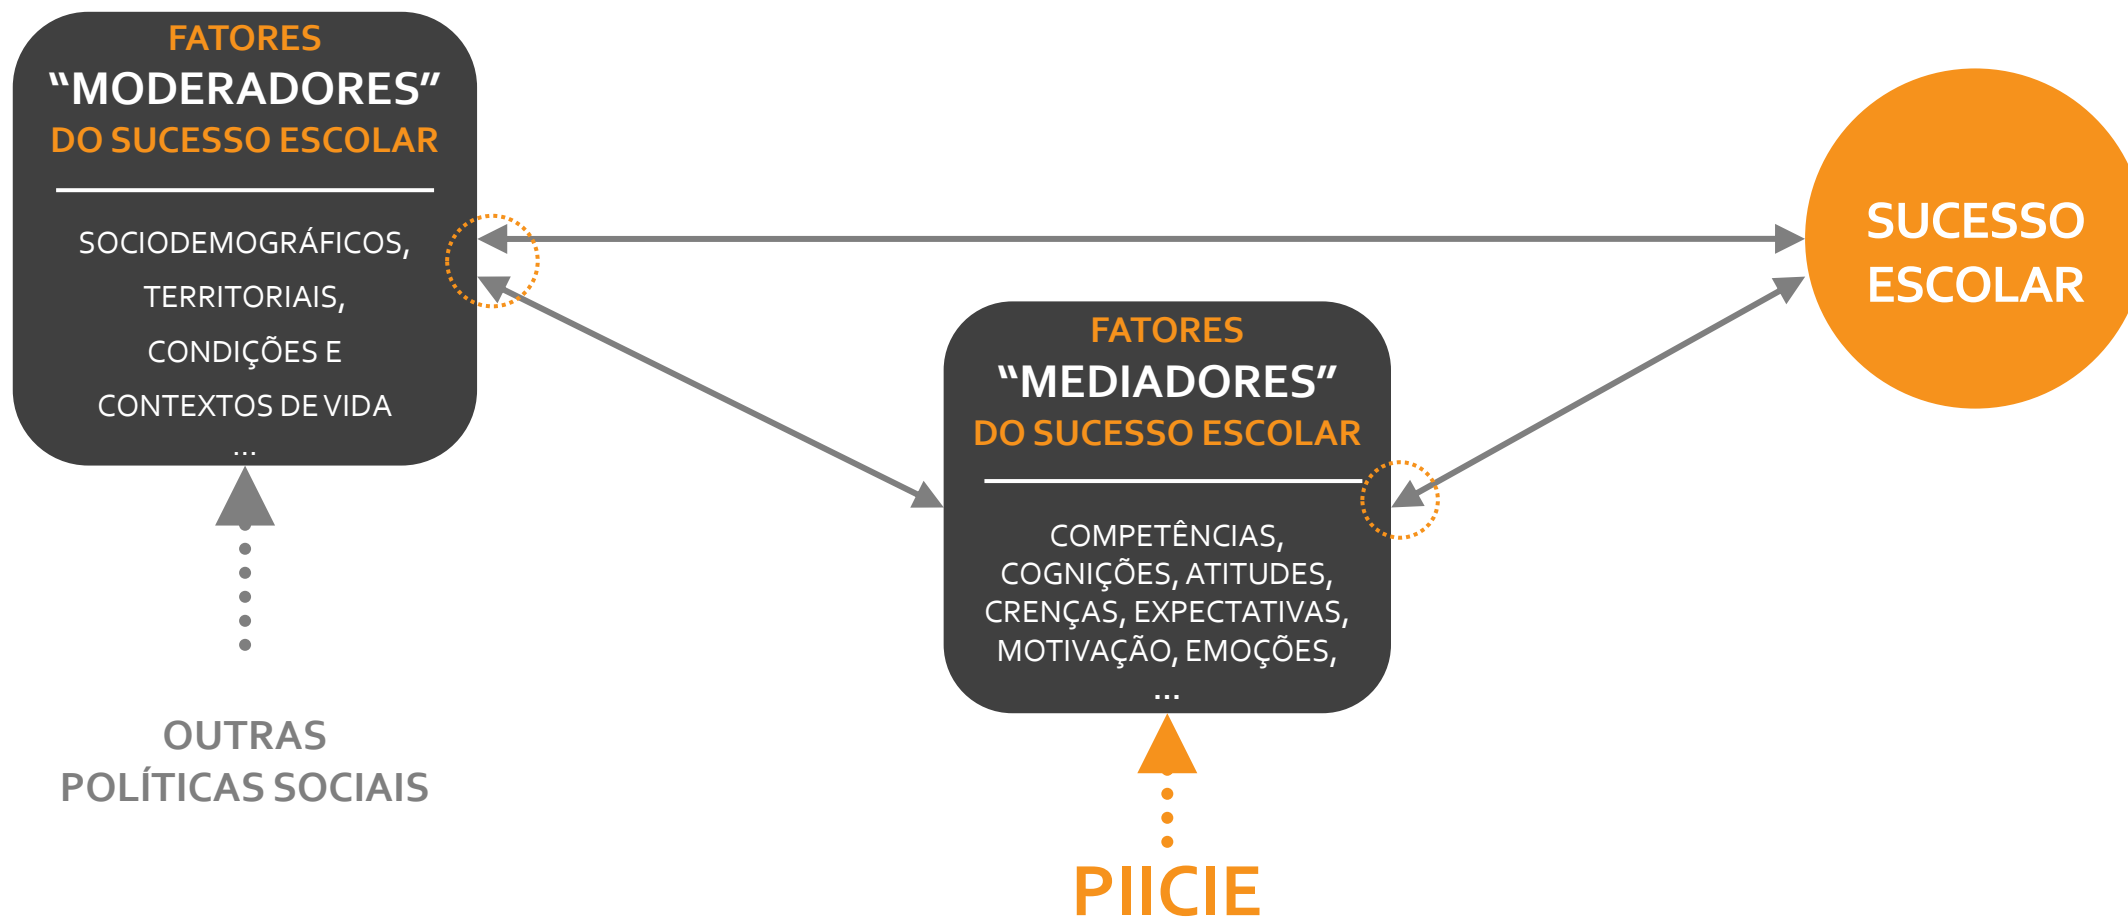 FATORES
“MODERADORES”
DO SUCESSO ESCOLAR
SOCIODEMOGRÁFICOS,
TERRITORIAIS,
CONDIÇÕES E
CONTEXTOS DE VIDA
...
OUTRAS
POLÍTICAS SOCIAIS
FATORES
“MEDIADORES”
DO SUCESSO ESCOLAR
COMPETÊNCIAS,
COGNIÇÕES, ATITUDES,
CRENÇAS, EXPECTATIVAS,
MOTIVAÇÃO, EMOÇÕES,
...
PIICIE
SUCESSO
ESCOLAR